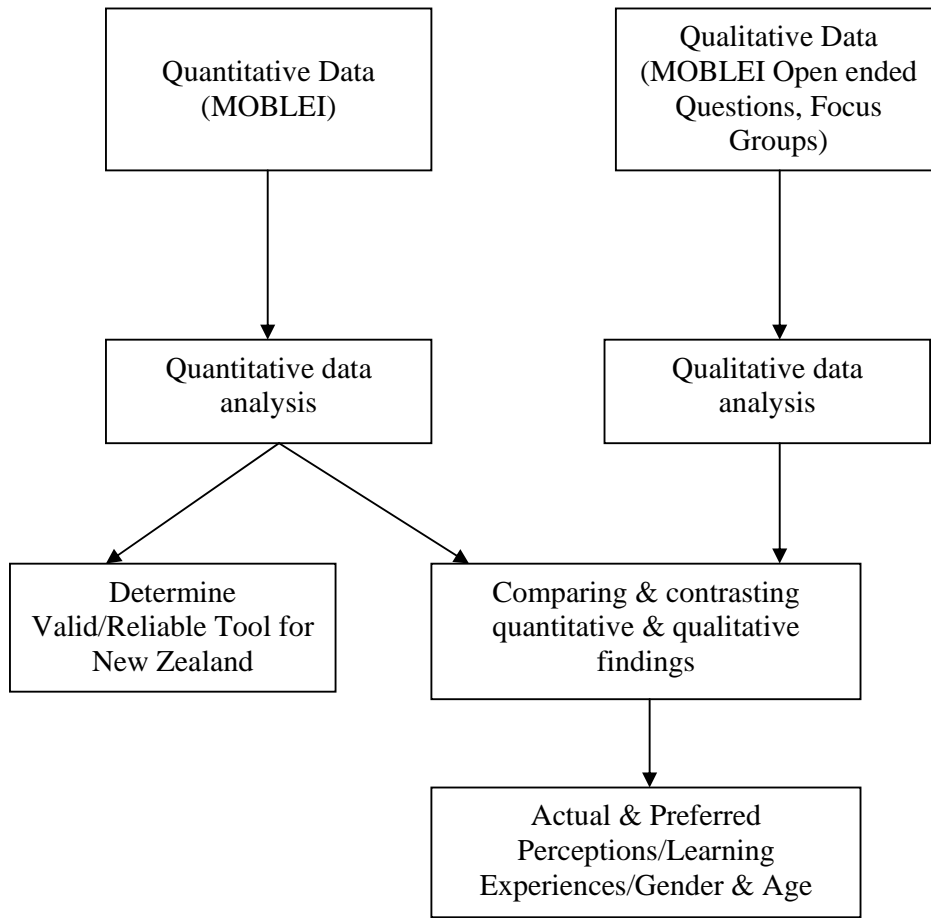 Quantitative Data
(MOBLEI)
Qualitative Data
(MOBLEI Open ended
Questions, Focus
Groups)
Quantitative data
analysis
Qualitative data
analysis
Determine
Valid/Reliable Tool for
New Zealand
Comparing & contrasting
quantitative & qualitative
findings
Actual & Preferred
Perceptions/Learning
Experiences/Gender & Age